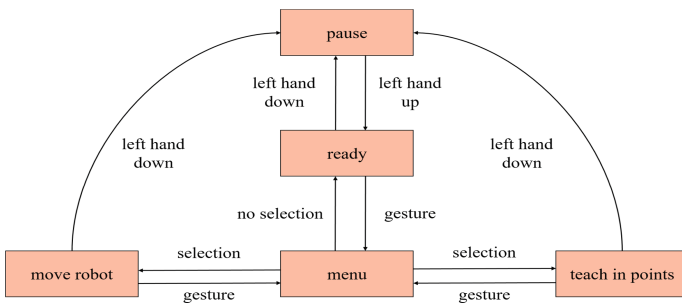 pause
left hand
down
left hand
up
left hand
down
left hand
down
ready
no selection
gesture
selection
selection
move robot
menu
teach in points
gesture
gesture